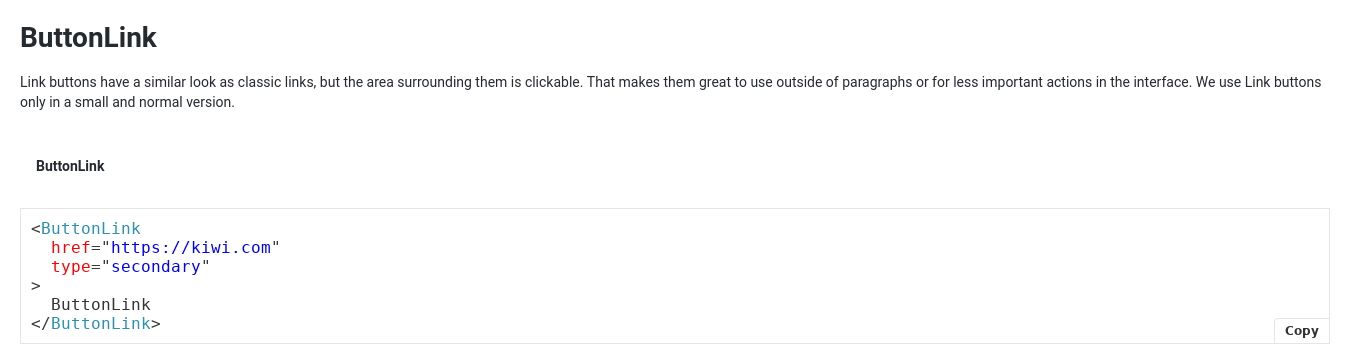 ButtonLink
Link buttons have a similar look as classic links, but the area surrounding them is clickable. That makes them great to use outside of paragraphs or for less important actions in the interface. We use Link buttons
only in a small and normal version.
ButtonLink
<ButtonLink
  href="https://kiwi.com"
  type="secondary"
>
  ButtonLink
</ButtonLink>
Copy